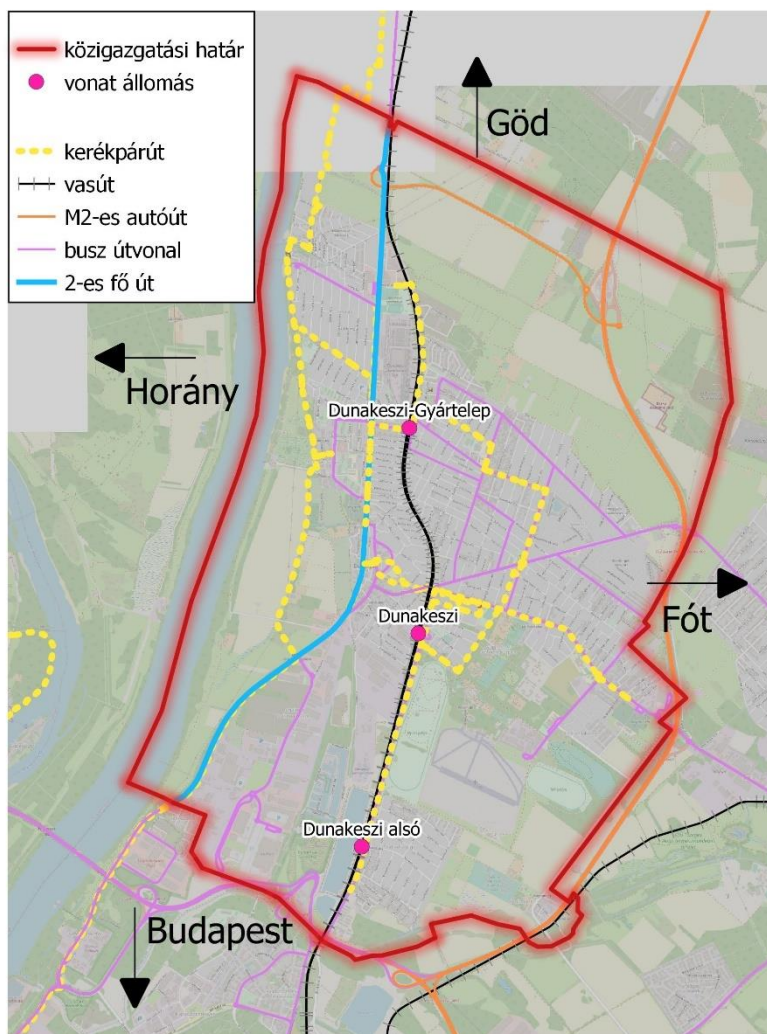 közigazgatási határ
vonat állomás
kerékpárút
vasút
M2-es autóút
busz útvonal
2-es fő út
Göd
Horány
Dunakeszi-Gyártelep
Dunakeszi
Fót
Dunakeszi alsó
Budapest